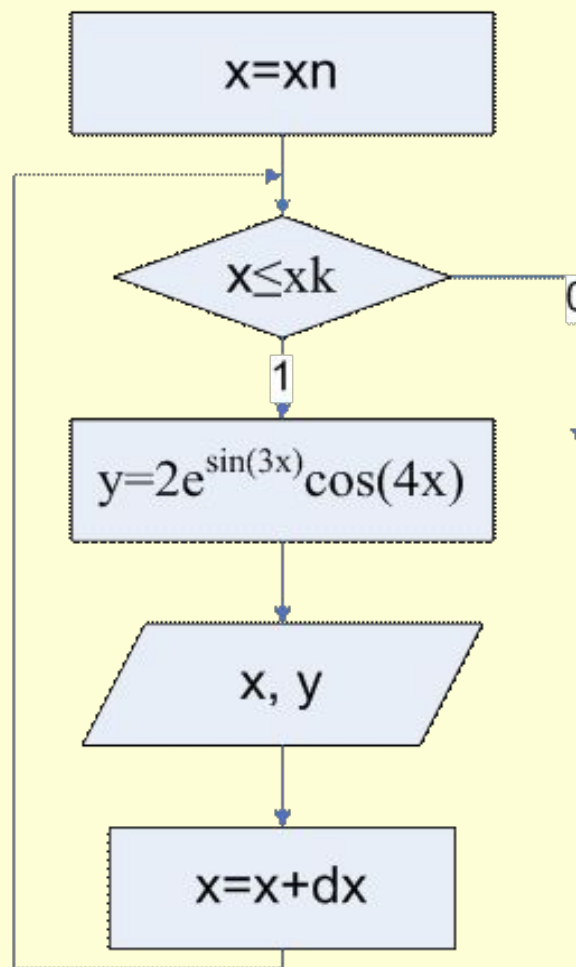 x=xn
x≤xk
0
1
y=2e^sin(3x)cos(4x)
x, y
x=x+dx